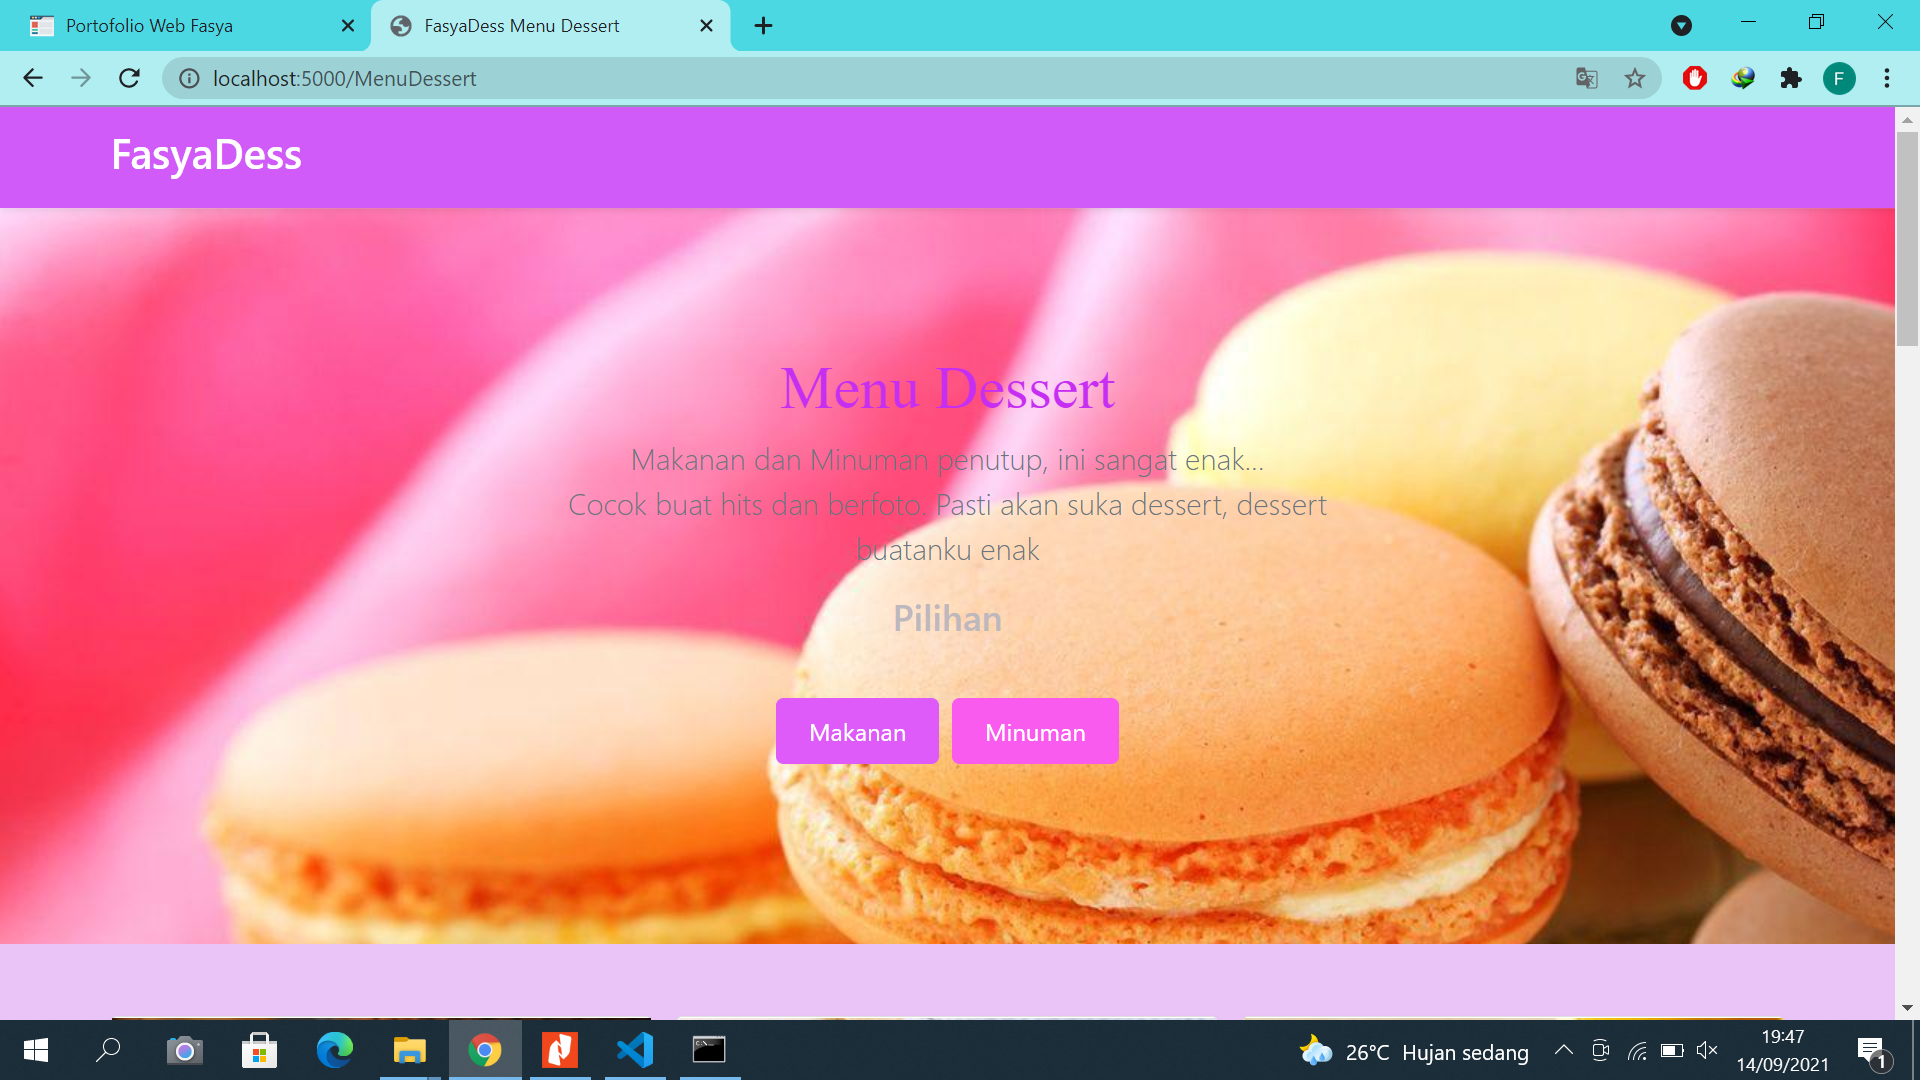 Portofolio Web Fasya
FasyaDess Menu Dessert
localhost:5000/MenuDessert
F
FasyaDess
Menu Dessert
Makanan dan Minuman penutup, ini sangat enak...
Cocok buat hits dan berfoto. Pasti akan suka dessert, dessert
buatanku enak
Pilihan
Makanan
Minuman
26°C Hujan sedang
19:47
14/09/2021
1